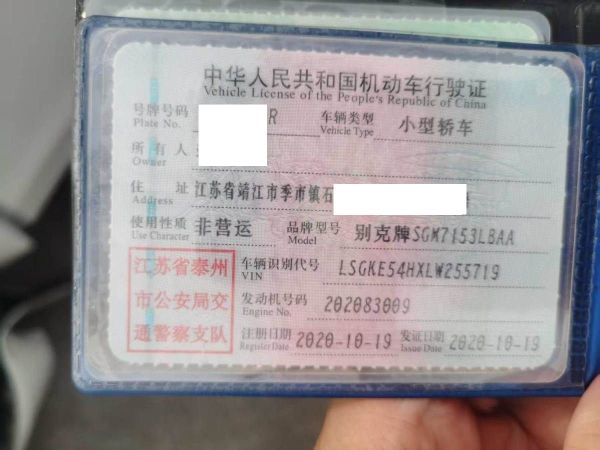 中华人民共和国机动车行驶证
Vehicle License of the People's Republic of China
号牌号码 R 车辆类型 小型轿车
Plate No. Vehicle Type
所有人
Owner
住址 江苏省靖江市季市镇石
Address
使用性质 非营运 品牌型号 别克牌SGM7153LBAA
Use Character Model
江苏省泰州
市公安局交
通警察支队
车辆识别代号 LSGKE54HXLW255719
VIN
发动机号码 202083009
Engine No.
注册日期 2020-10-19 发证日期 2020-10-19
Register Date Issue Date